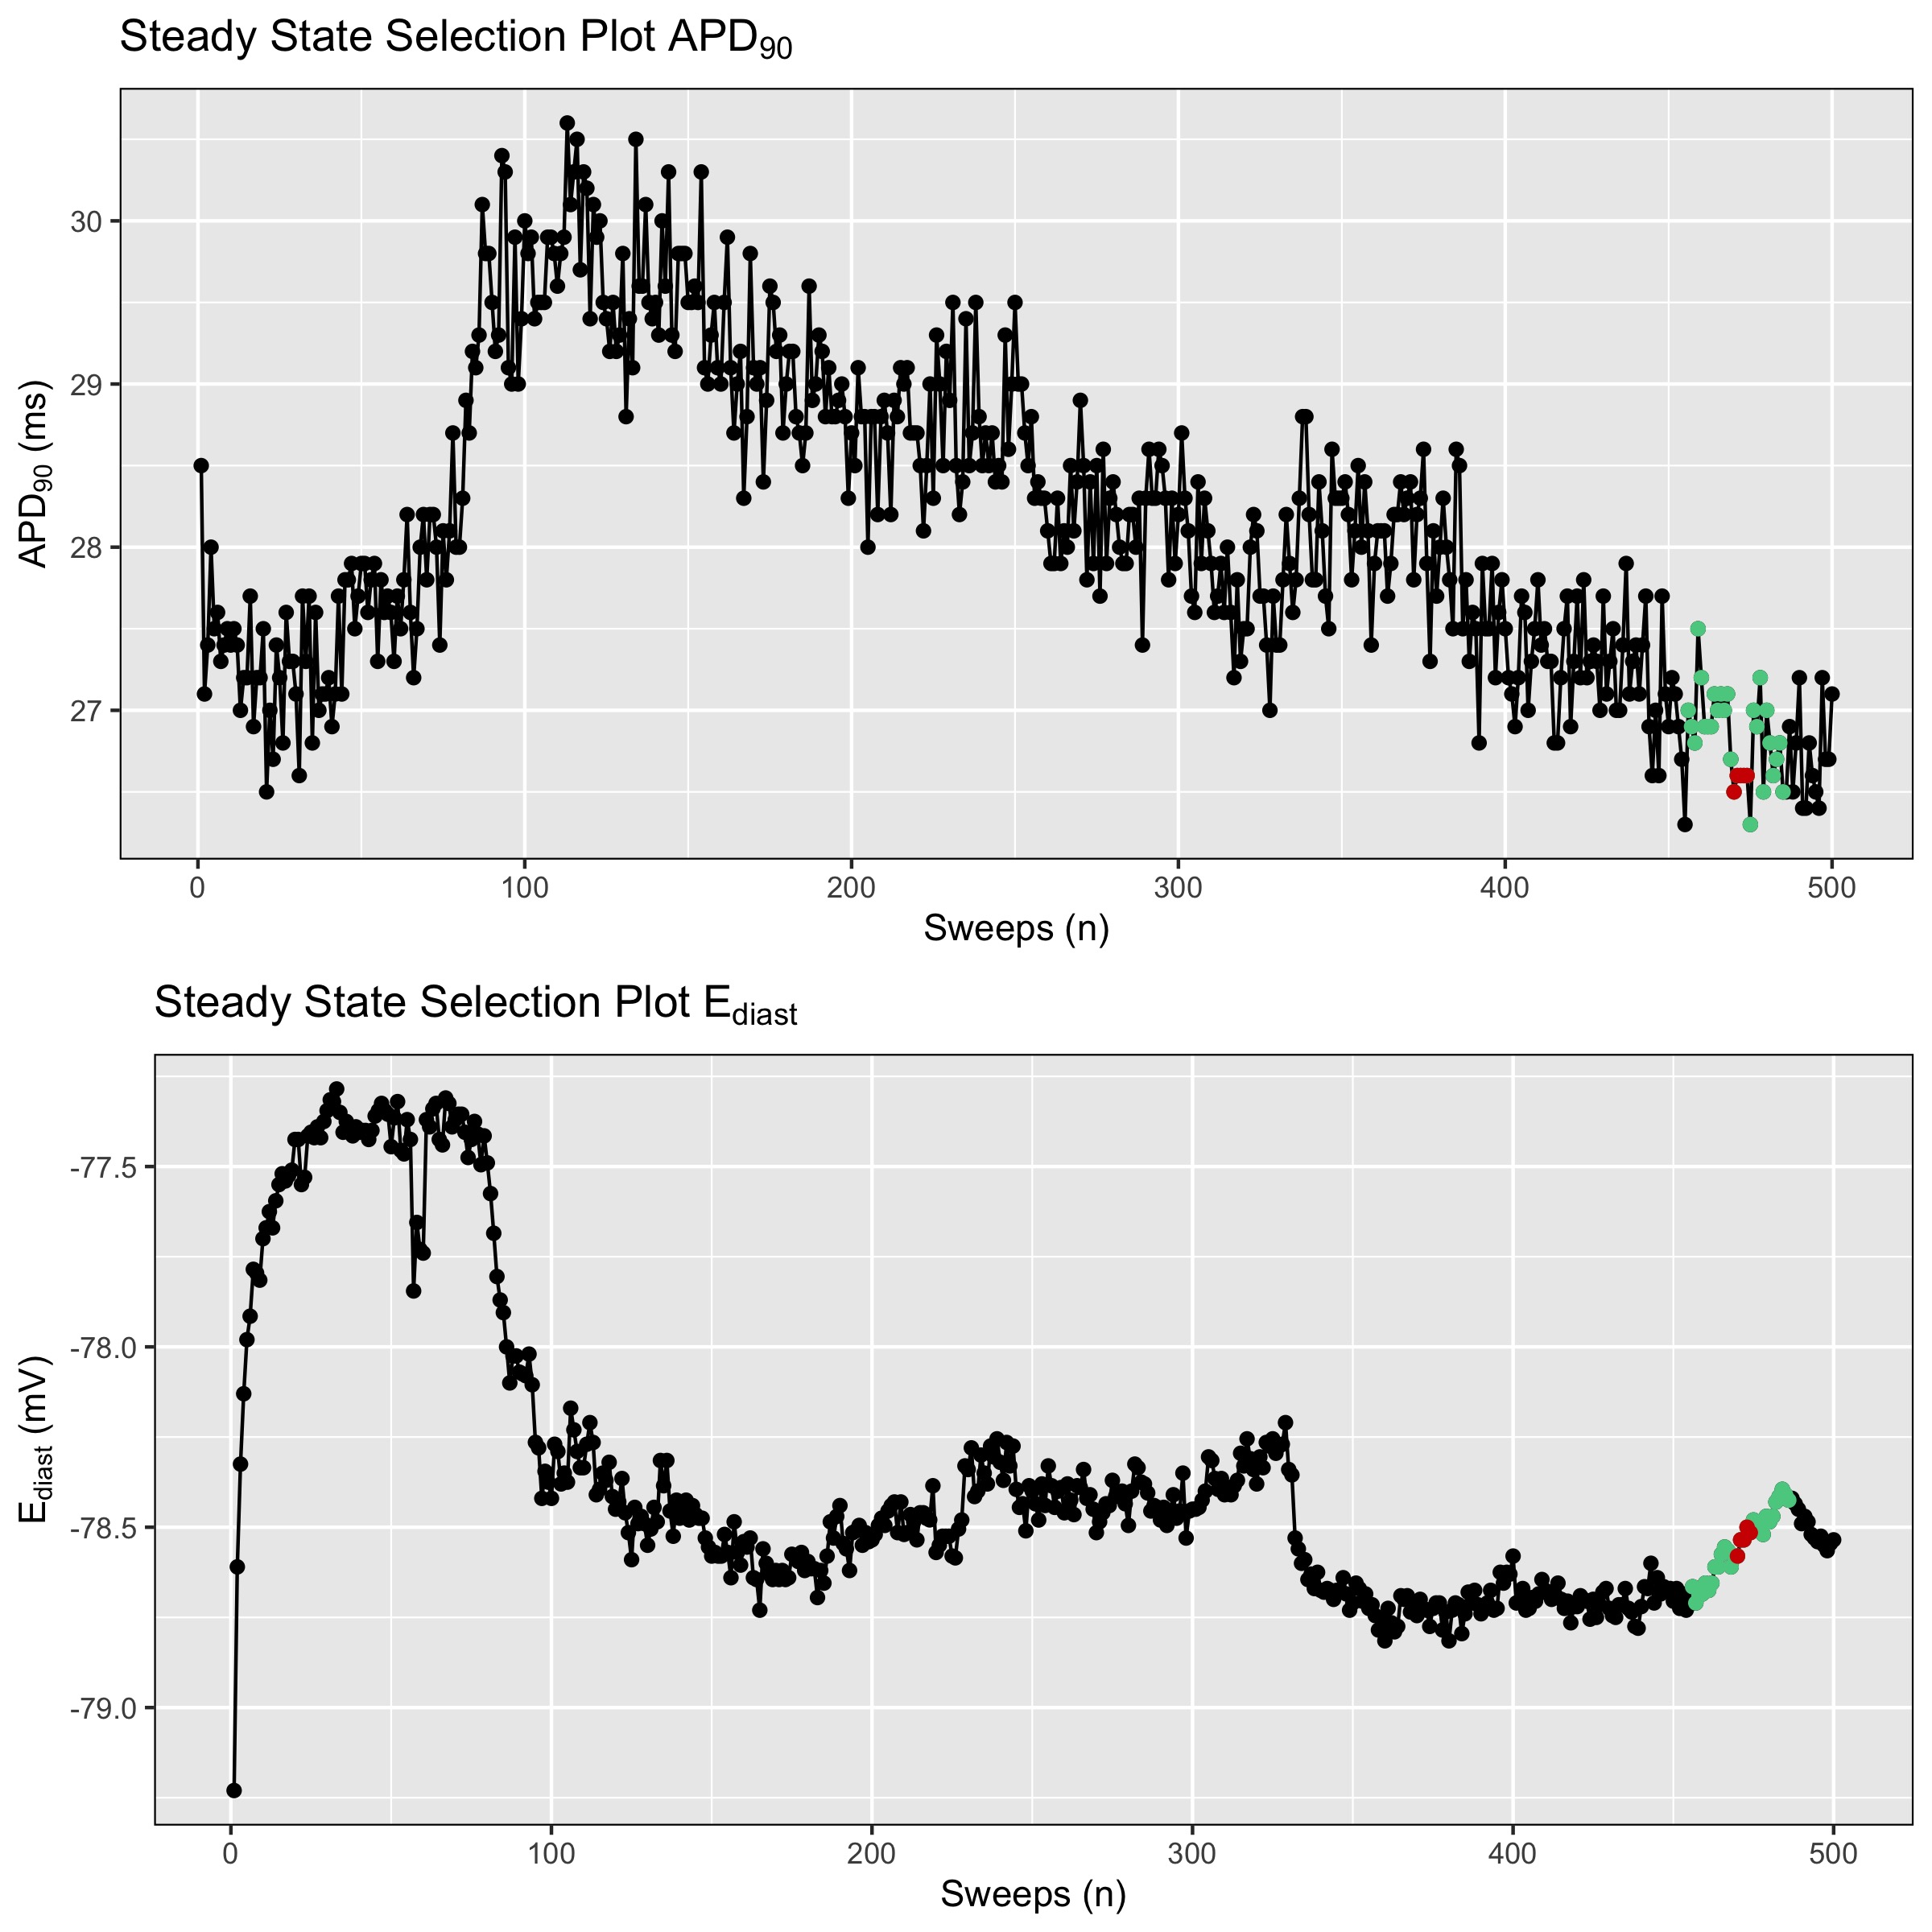 Steady State Selection Plot APD90
30
29
28
27
APD90 (ms)
0 100 200 300 400 500
Sweeps (n)
Steady State Selection Plot Ediast
-77.5
-78.0
-78.5
-79.0
Ediast (mV)
0 100 200 300 400 500
Sweeps (n)